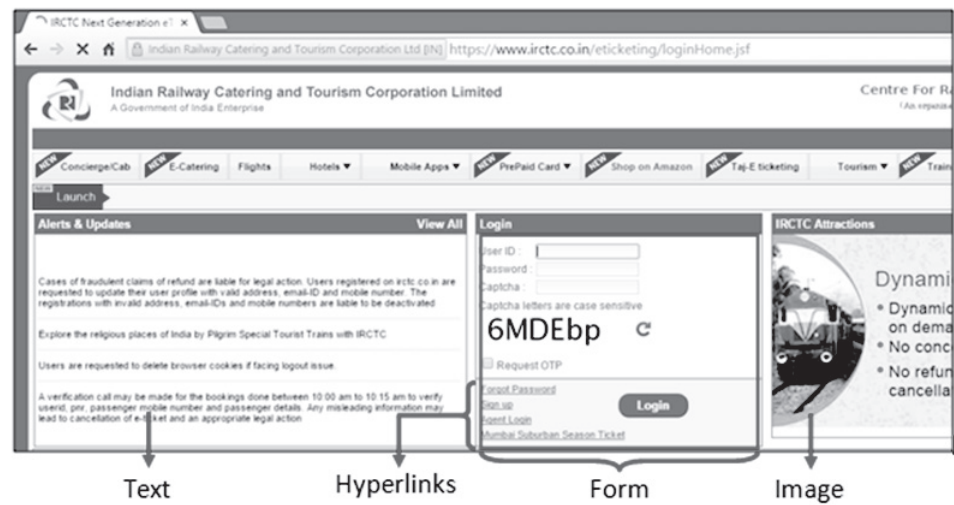 IRCTC Next Generation eT ×
Indian Railway Catering and Tourism Corporation Ltd [IN] https://www.irctc.co.in/eticketing/loginHome.jsf
Indian Railway Catering and Tourism Corporation Limited
A Government of India Enterprise
Centre For Ra
NEW Concierge/Cab NEW E-Catering Flights Hotels ▼ Mobile Apps ▼ NEW PrePaid Card ▼ NEW Shop on Amazon NEW Taj-E ticketing Tourism ▼ NEW Train
NEW
Launch
Alerts & Updates View All
Cases of fraudulent claims of refund are liable for legal action. Users registered on irctc.co.in are
requested to update their user profile with valid address, email-ID and mobile number. The
registrations with invalid address, email-IDs and mobile numbers are liable to be deactivated
Explore the religious places of India by Pilgrim Special Tourist Trains with IRCTC
Users are requested to delete browser cookies if facing logout issue.
A verification call may be made for the bookings done between 10:00 am to 10:15 am to verify
userid, pnr, passenger mobile number and passenger details. Any misleading information may
lead to cancellation of e-ticket and an appropriate legal action
Login
User ID :
Password :
Captcha :
Captcha letters are case sensitive
6MDEbp
Request OTP
Forgot Password
Sign up
Agent Login
Mumbai Suburban Season Ticket
Login
IRCTC Attractions
Dynami
• Dynamic
on dema
• No conc
• No refun
cancella
Text
Hyperlinks
Form
Image